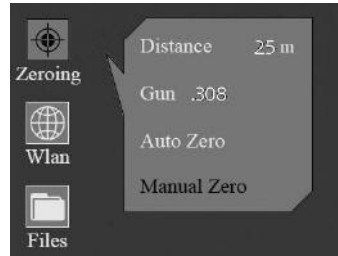 Zeroing
Distance 25 m
Gun .308
Auto Zero
Manual Zero
Wlan
Files